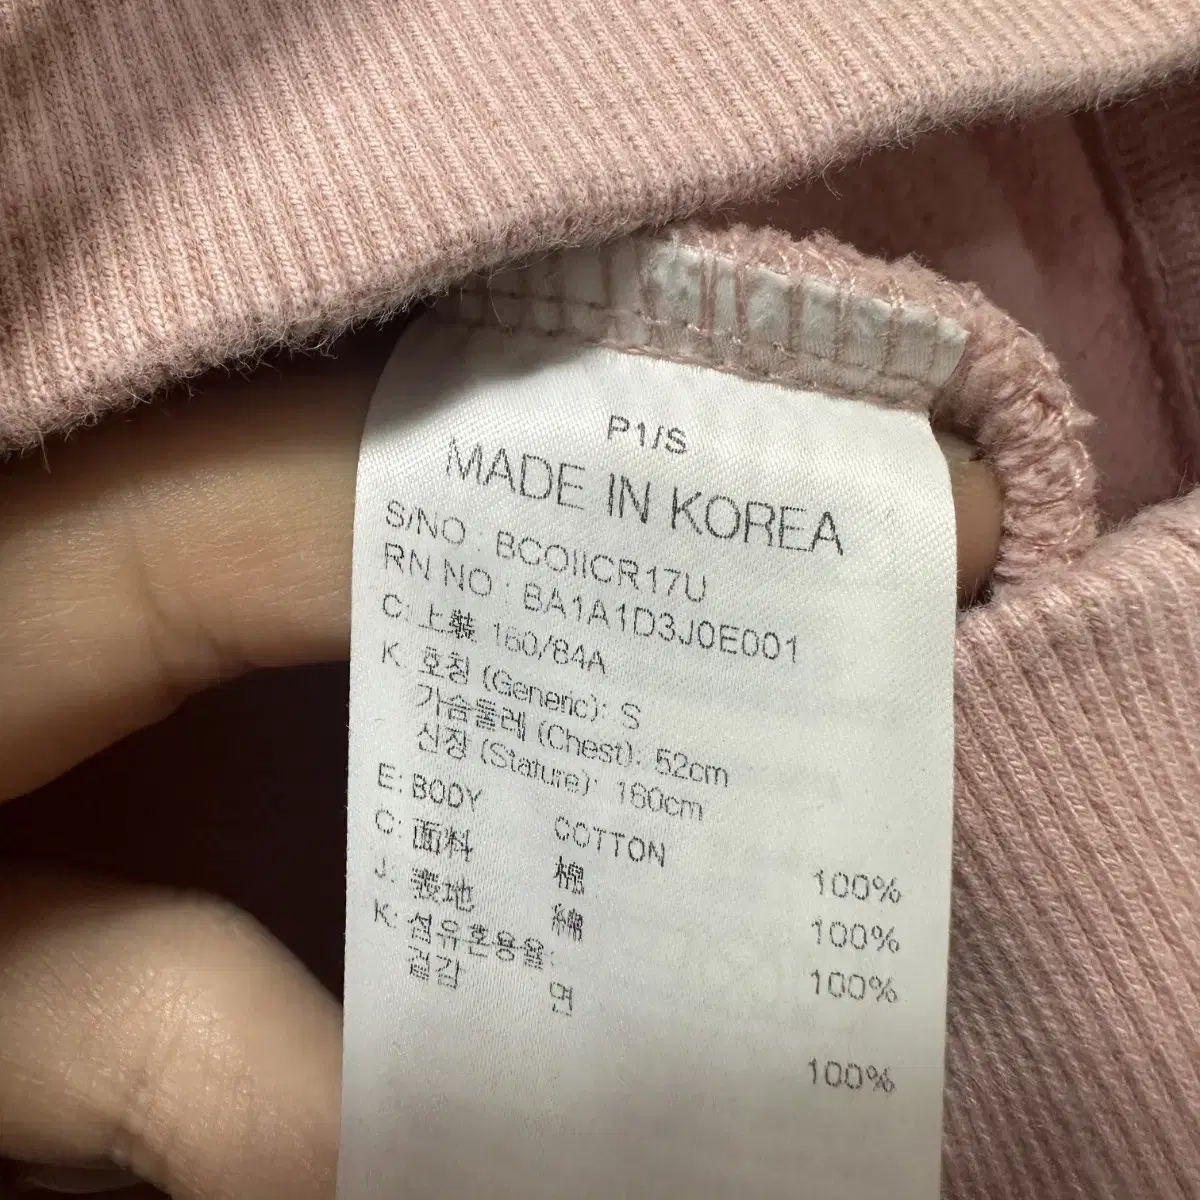 P1/S
MADE IN KOREA
S/NO : BCOIICR17U
RN NO : BA1A1D3J0E001
C: 上裝 160/84A
K: 호칭 (Generic): S
가슴둘레 (Chest): 52cm
신장 (Stature): 160cm
E: BODY COTTON 100%
C: 面料 棉 100%
J: 表地 綿 100%
K: 섬유혼용율:
겉감 면 100%